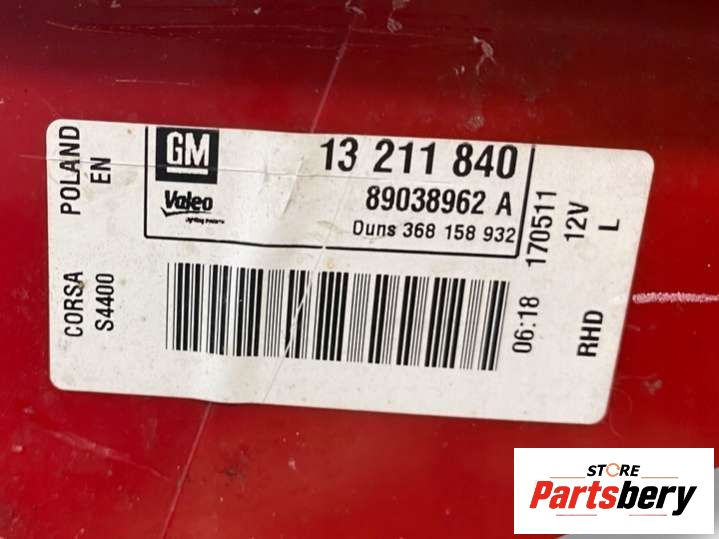 POLAND
EN
CORSA
S4400
GM
13 211 840
Valeo
89038962 A
Duns 368 158 932
06:18 170511
12V
L
RHD
STORE
Partsbery